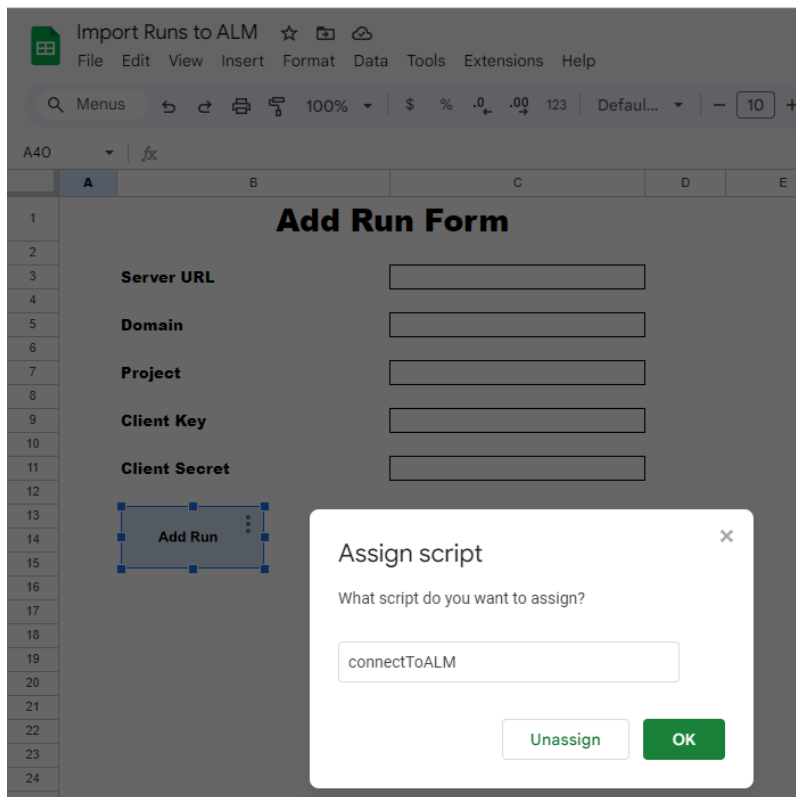 Import Runs to ALM
File Edit View Insert Format Data Tools Extensions Help
Menus 100% $ % .0 .00 123 Defaul... 10
A40 fx
A B C D E
1 Add Run Form
2
3 Server URL
4
5 Domain
6
7 Project
8
9 Client Key
10
11 Client Secret
12
13
14 Add Run
15
16
17
18
19
20
21
22
23
24
Assign script
What script do you want to assign?
connectToALM
Unassign OK